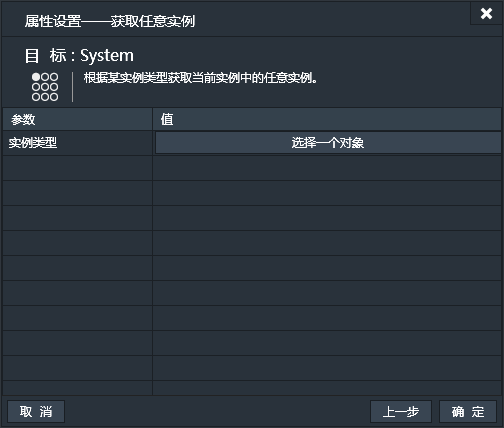 属性设置——获取任意实例
目 标 : System
根据某实例类型获取当前实例中的任意实例。
参数 值
实例类型 选择一个对象
取 消 上一步 确 定